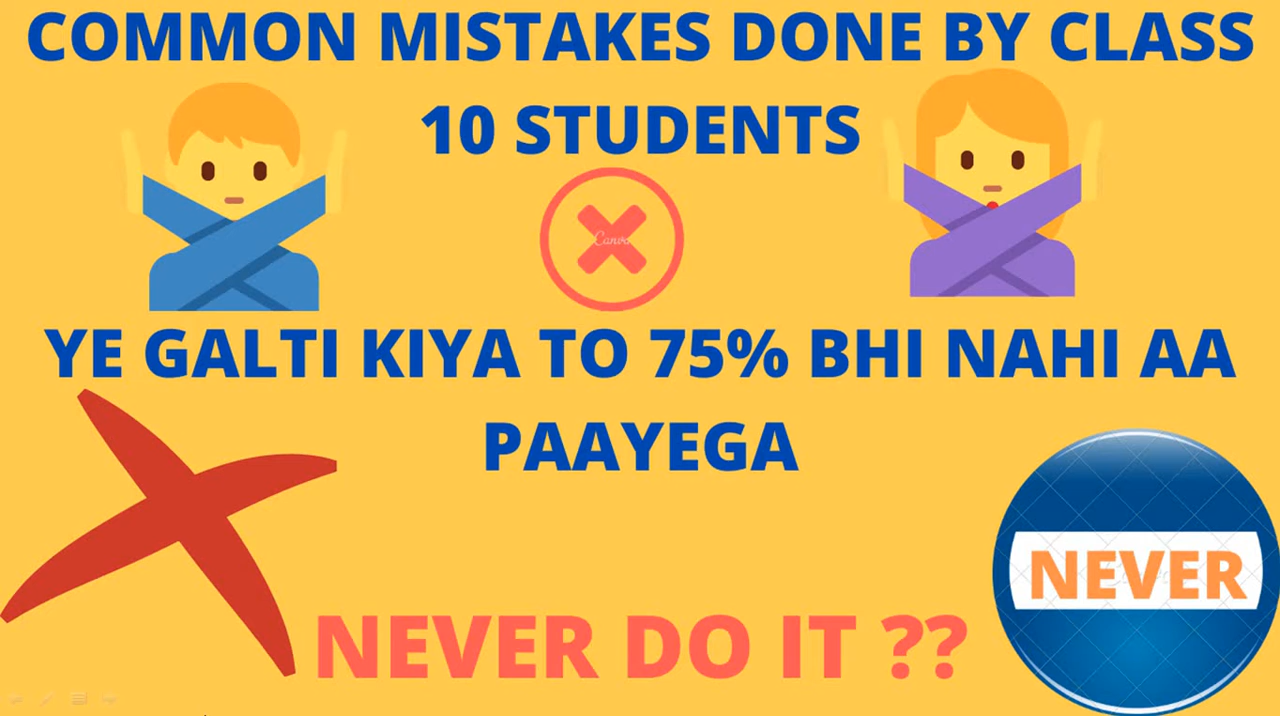 COMMON MISTAKES DONE BY CLASS
10 STUDENTS
Canva
YE GALTI KIYA TO 75% BHI NAHI AA
PAAYEGA
NEVER
NEVER DO IT ??